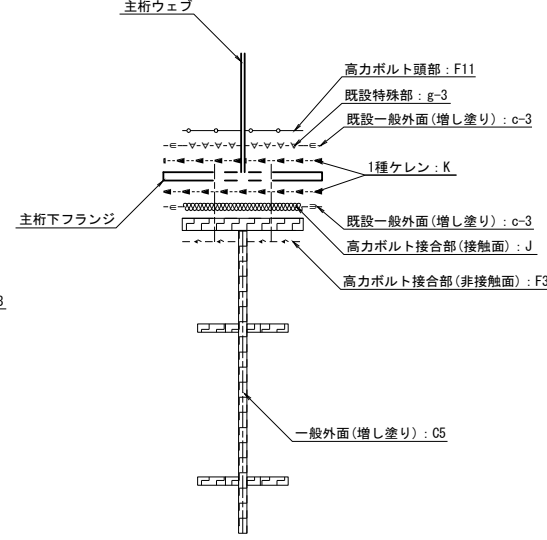 主桁ウェブ
高力ボルト頭部：F11
既設特殊部：g-3
既設一般外面(増し塗り)：c-3
1種ケレン：K
主桁下フランジ
既設一般外面(増し塗り)：c-3
高力ボルト接合部(接触面)：J
高力ボルト接合部(非接触面)：F3
3
一般外面(増し塗り)：C5